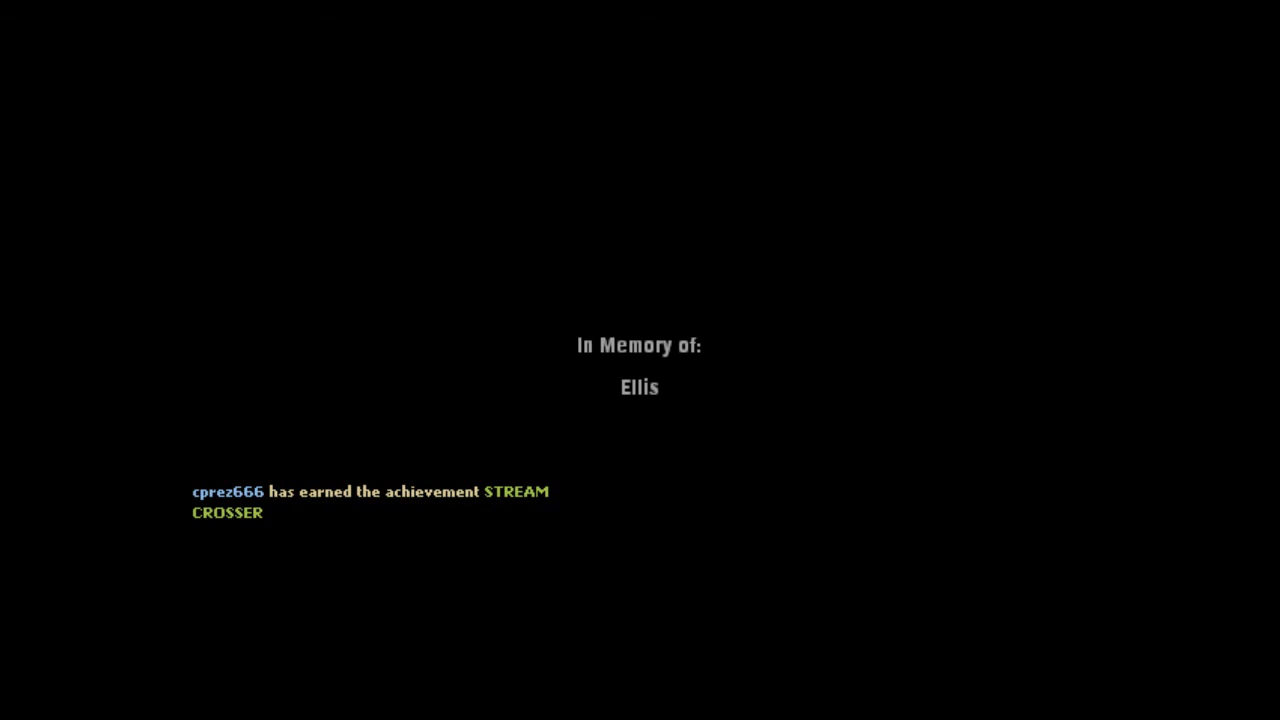 In Memory of:
Ellis
cprez666 has earned the achievement STREAM
CROSSER